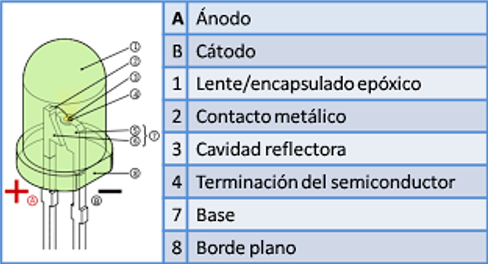 1
2
3
4
5
6
7
8
+ A
B −
A Ánodo
B Cátodo
1 Lente/encapsulado epóxico
2 Contacto metálico
3 Cavidad reflectora
4 Terminación del semiconductor
7 Base
8 Borde plano